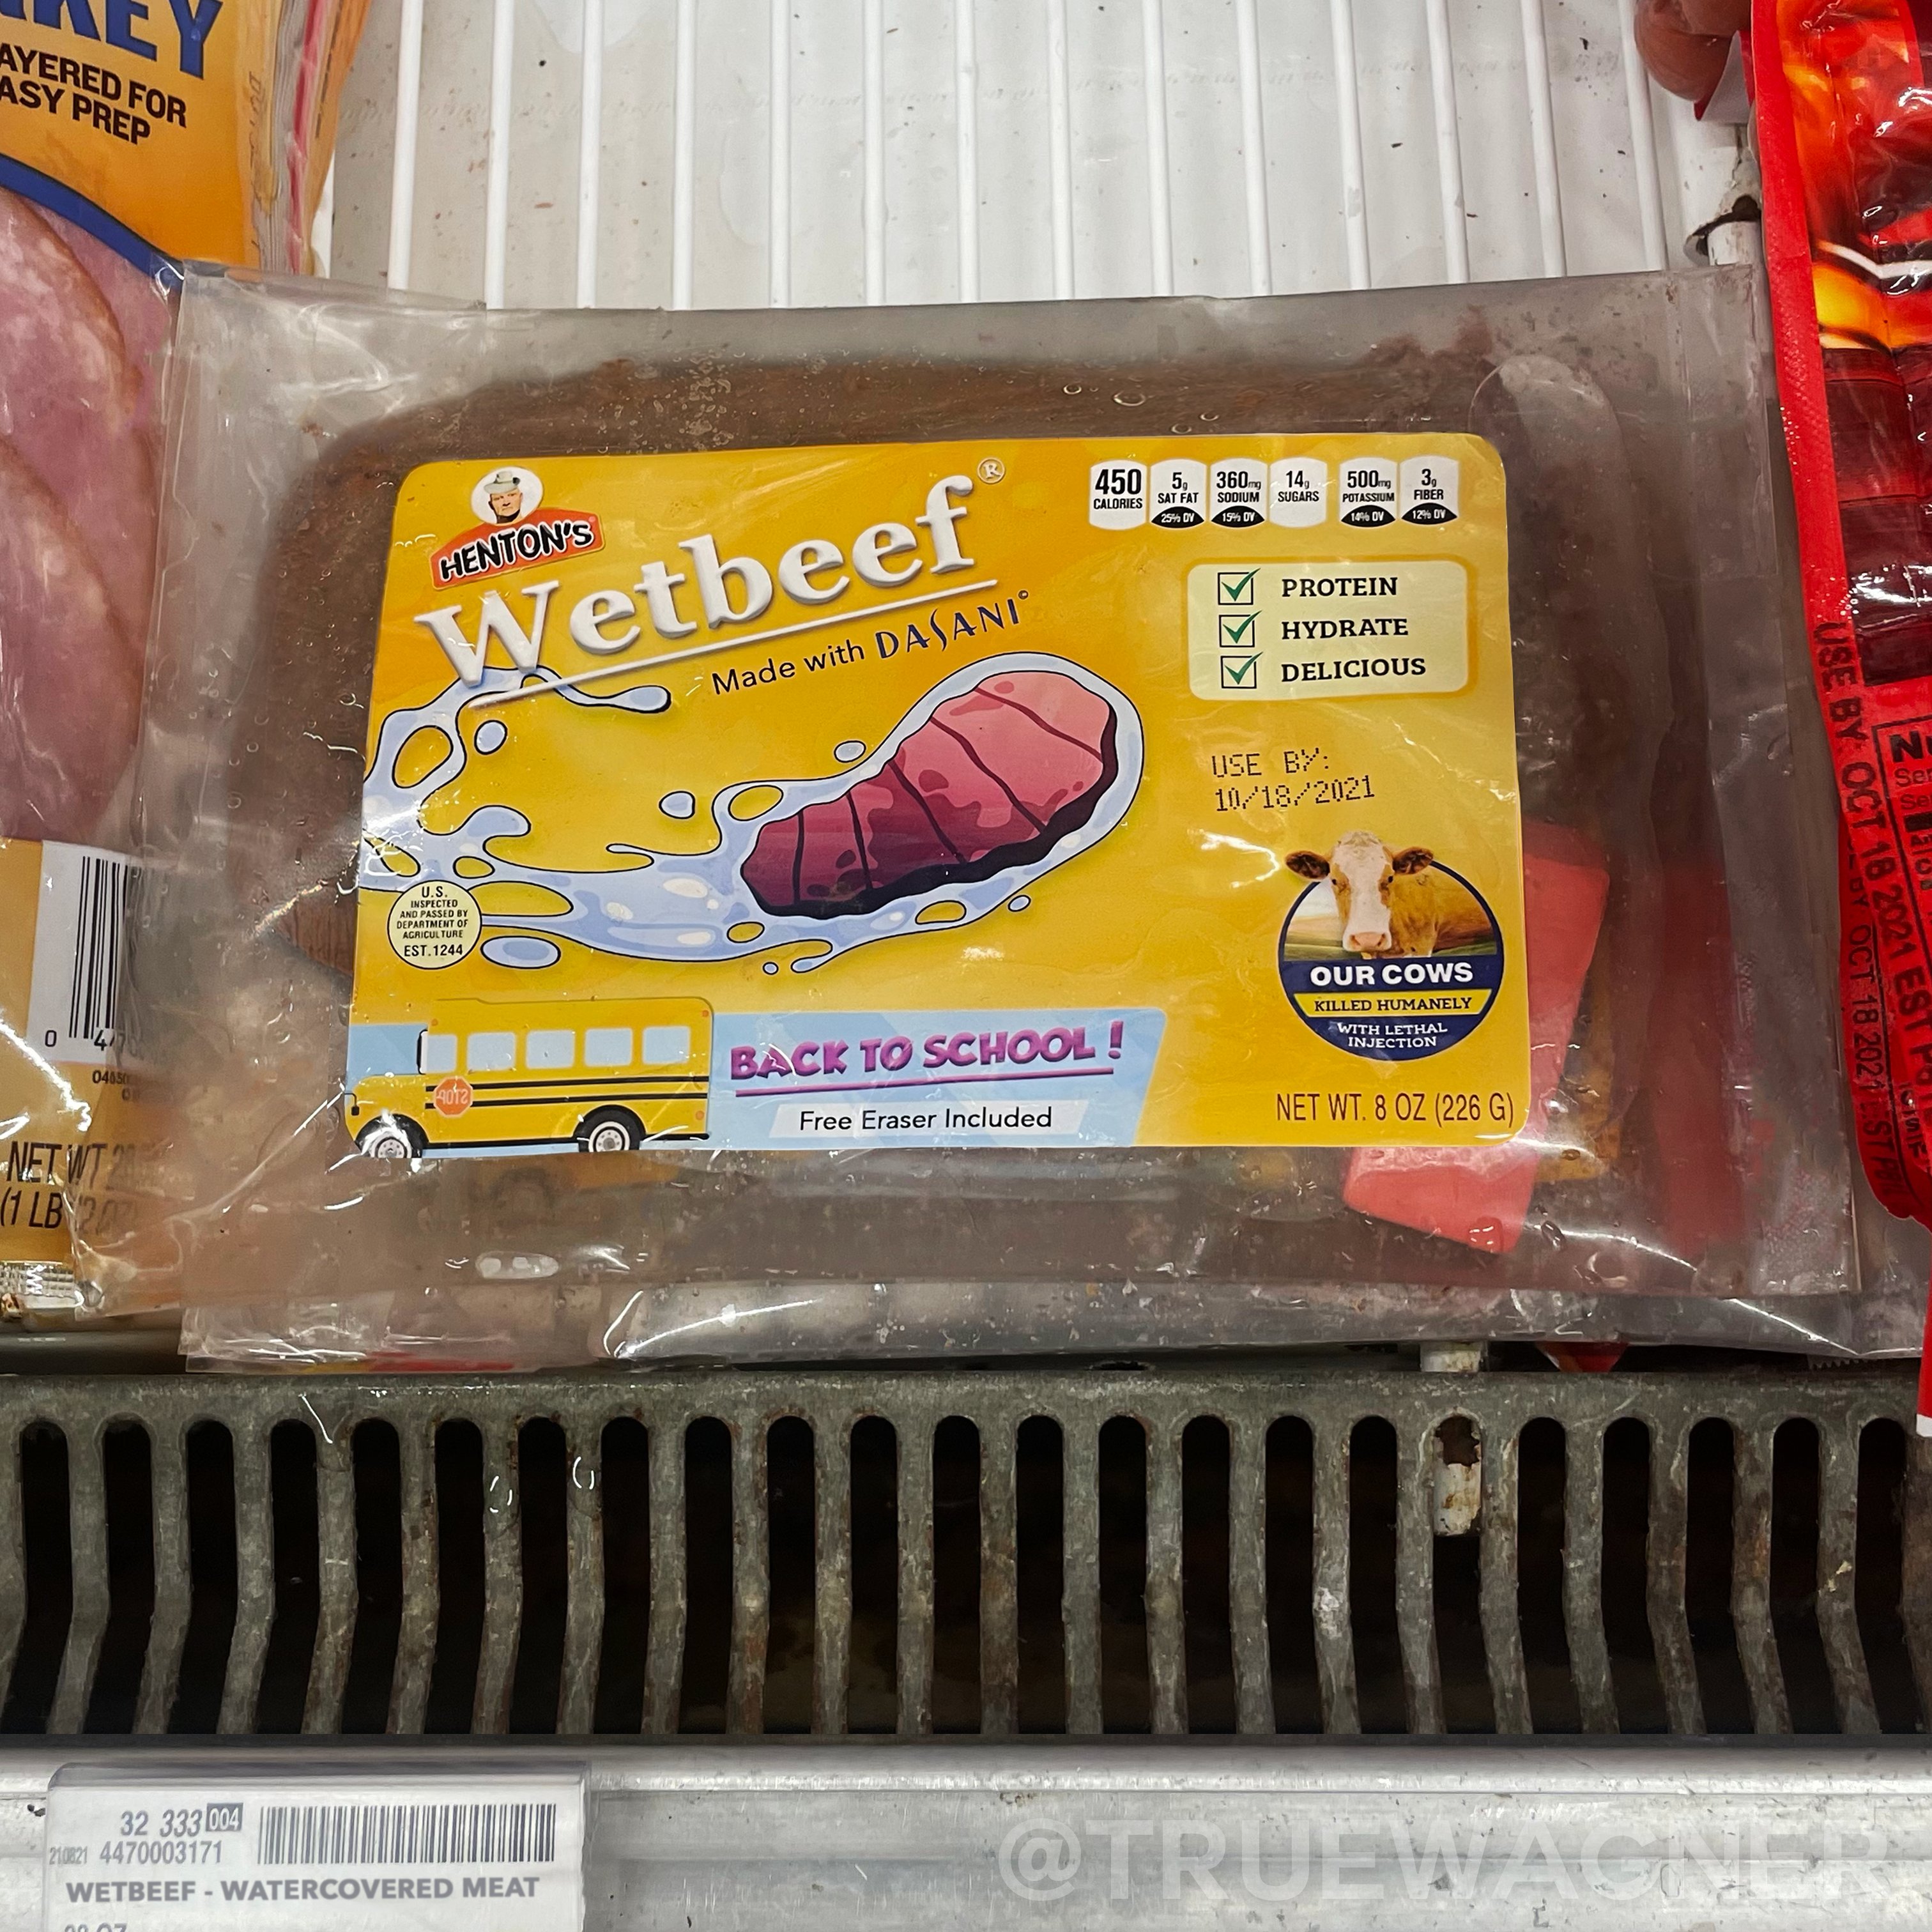 AYERED FOR
ASY PREP
HENTON'S
Wetbeef®
Made with DASANI©
450 CALORIES
5g SAT FAT 25% DV
360mg SODIUM 15% DV
14g SUGARS
500mg POTASSIUM 14% DV
3g FIBER 12% DV
PROTEIN
HYDRATE
DELICIOUS
USE BY:
10/18/2021
U.S.
INSPECTED
AND PASSED BY
DEPARTMENT OF
AGRICULTURE
EST.1244
OUR COWS
KILLED HUMANELY
WITH LETHAL
INJECTION
STOP
BACK TO SCHOOL!
Free Eraser Included
NET WT. 8 OZ (226 G)
USE BY OCT 18 2021 EST
NET WT
(1 LB
32 333 004
210821 4470003171
WETBEEF - WATERCOVERED MEAT
@TRUEWAGNER